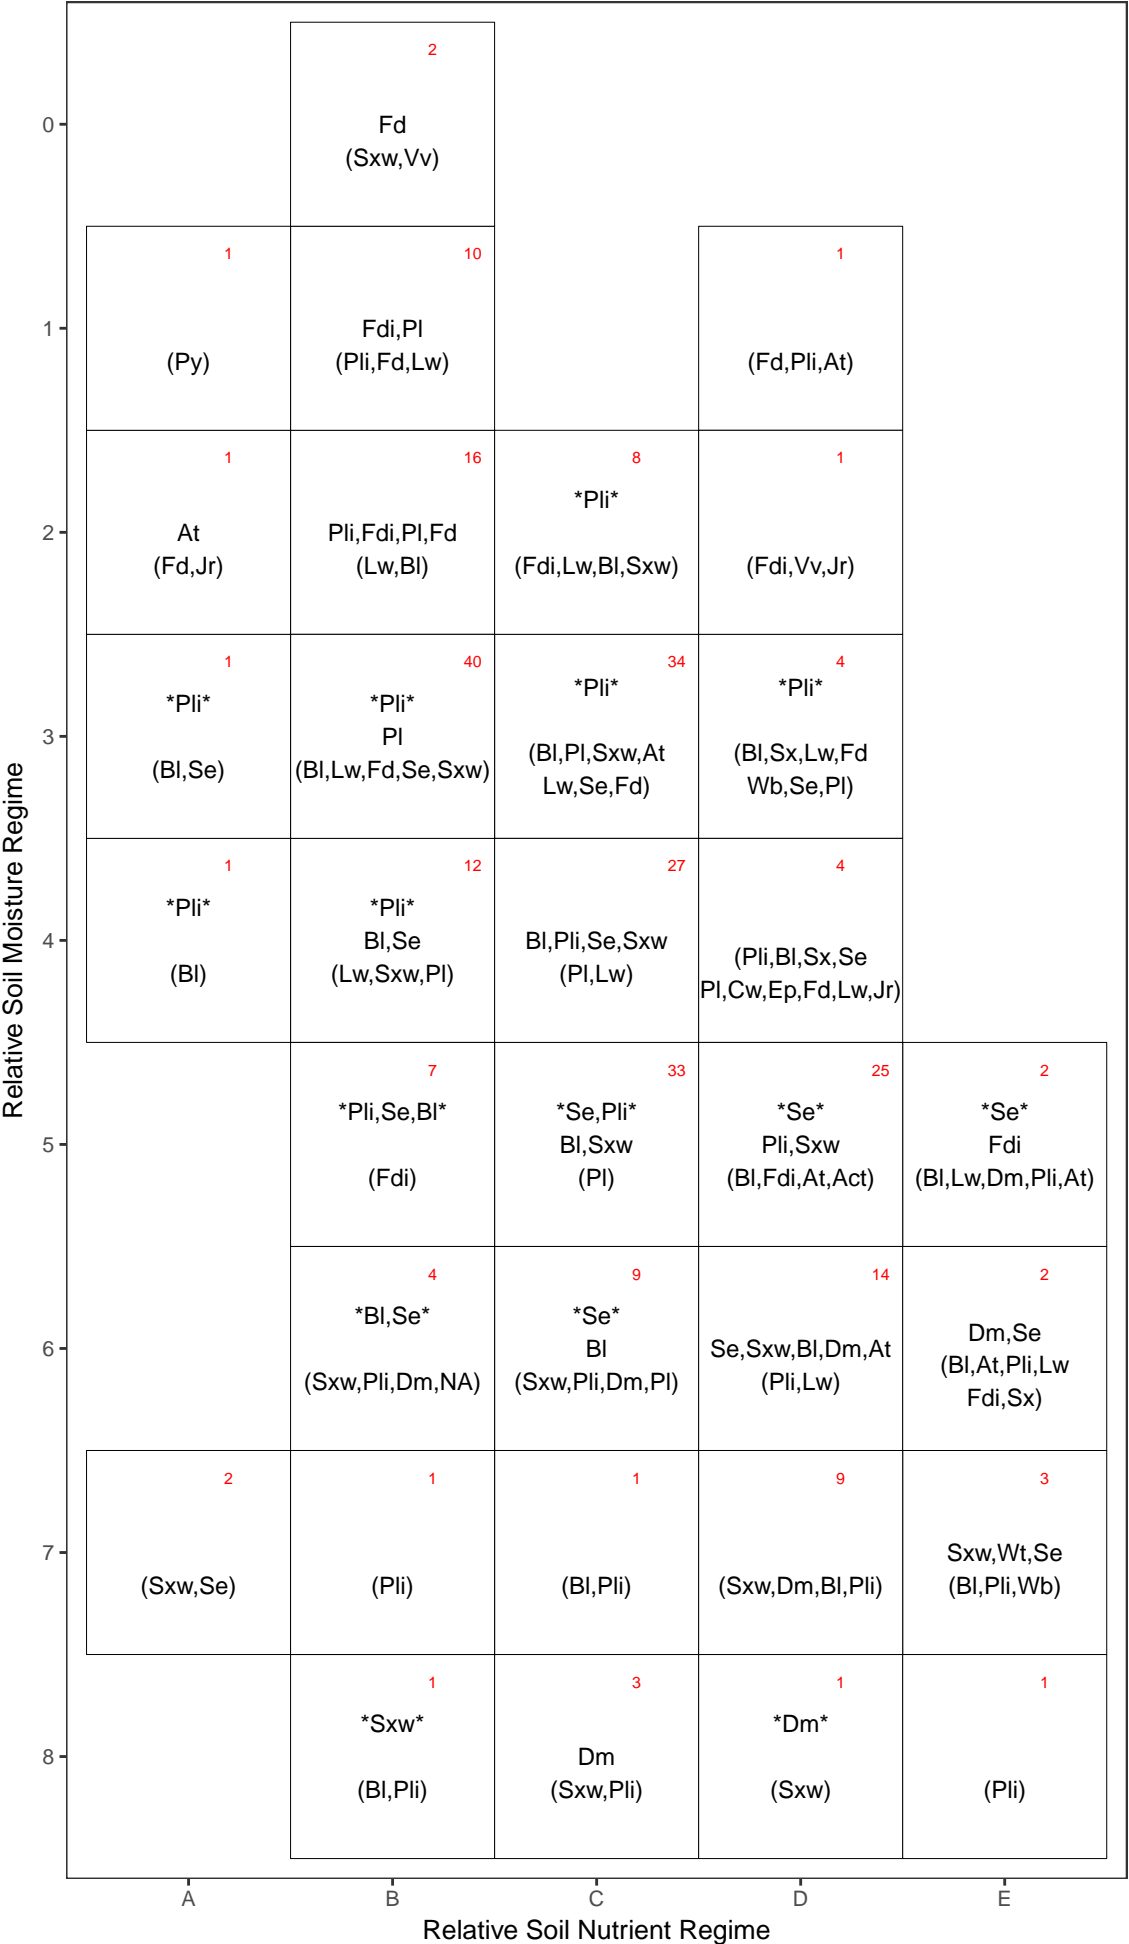 2
0
Fd
(Sxw,Vv)
1
10
1
1
Fdi,Pl
(Py)
(Pli,Fd,Lw)
(Fd,Pli,At)
1
16
8
1
*Pli*
2
At
Pli,Fdi,Pl,Fd
(Fd,Jr)
(Lw,Bl)
(Fdi,Lw,Bl,Sxw)
(Fdi,Vv,Jr)
1
40
34
4
*Pli*
*Pli*
*Pli*
*Pli*
3
Pl
(Bl,Se)
(Bl,Lw,Fd,Se,Sxw)
(Bl,Pl,Sxw,At
Lw,Se,Fd)
(Bl,Sx,Lw,Fd
Wb,Se,Pl)
1
12
27
4
*Pli*
*Pli*
4
Bl,Se
Bl,Pli,Se,Sxw
(Bl)
(Lw,Sxw,Pl)
(Pl,Lw)
(Pli,Bl,Sx,Se
Pl,Cw,Ep,Fd,Lw,Jr)
7
33
25
2
*Pli,Se,Bl*
*Se,Pli*
*Se*
*Se*
5
Bl,Sxw
Pli,Sxw
Fdi
(Fdi)
(Pl)
(Bl,Fdi,At,Act)
(Bl,Lw,Dm,Pli,At)
4
9
14
2
*Bl,Se*
*Se*
6
Bl
Se,Sxw,Bl,Dm,At
Dm,Se
(Sxw,Pli,Dm,NA)
(Sxw,Pli,Dm,Pl)
(Pli,Lw)
(Bl,At,Pli,Lw
Fdi,Sx)
2
1
1
9
3
7
Sxw,Wt,Se
(Sxw,Se)
(Pli)
(Bl,Pli)
(Sxw,Dm,Bl,Pli)
(Bl,Pli,Wb)
1
3
1
1
*Sxw*
*Dm*
8
Dm
(Bl,Pli)
(Sxw,Pli)
(Sxw)
(Pli)
A
B
C
D
E
Relative Soil Nutrient Regime
Relative Soil Moisture Regime